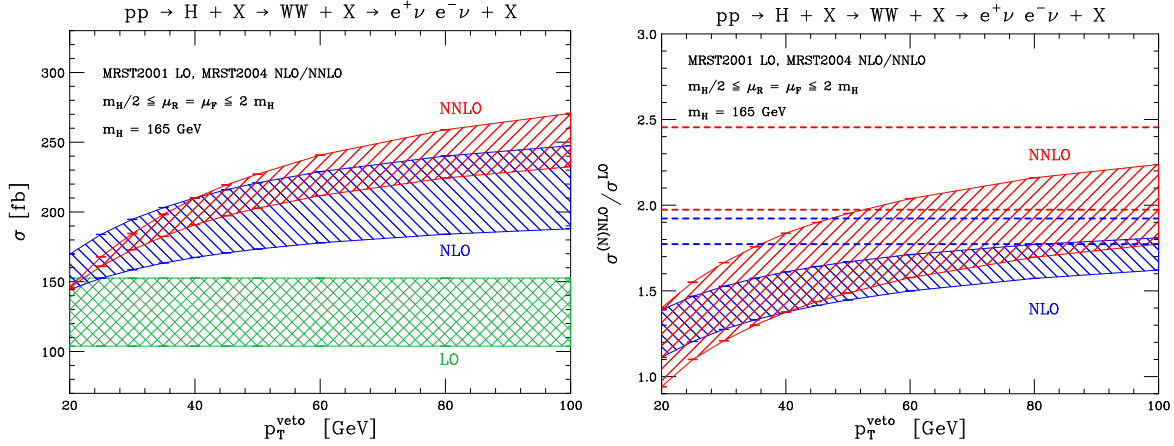 pp → H + X → WW + X → e⁺ν e⁻ν + X
MRST2001 LO, MRST2004 NLO/NNLO
m_H/2 ≦ μ_R = μ_F ≦ 2 m_H
m_H = 165 GeV
NNLO
NLO
LO
σ [fb]
300
250
200
150
100
20
40
60
80
100
p_T^veto [GeV]
pp → H + X → WW + X → e⁺ν e⁻ν + X
MRST2001 LO, MRST2004 NLO/NNLO
m_H/2 ≦ μ_R = μ_F ≦ 2 m_H
m_H = 165 GeV
NNLO
NLO
σ^(N)NLO/σ^LO
3.0
2.5
2.0
1.5
1.0
20
40
60
80
100
p_T^veto [GeV]